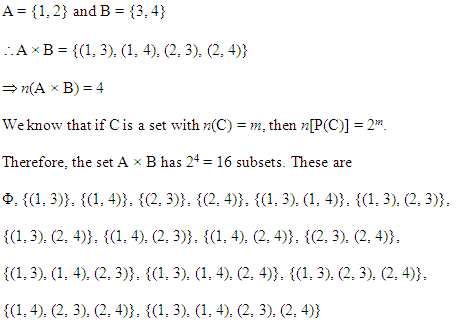 A = {1, 2} and B = {3, 4}
∴A × B = {(1, 3), (1, 4), (2, 3), (2, 4)}
⇒ n(A × B) = 4
We know that if C is a set with n(C) = m, then n[P(C)] = 2ᵐ.
Therefore, the set A × B has 2⁴ = 16 subsets. These are
Φ, {(1, 3)}, {(1, 4)}, {(2, 3)}, {(2, 4)}, {(1, 3), (1, 4)}, {(1, 3), (2, 3)},
{(1, 3), (2, 4)}, {(1, 4), (2, 3)}, {(1, 4), (2, 4)}, {(2, 3), (2, 4)},
{(1, 3), (1, 4), (2, 3)}, {(1, 3), (1, 4), (2, 4)}, {(1, 3), (2, 3), (2, 4)},
{(1, 4), (2, 3), (2, 4)}, {(1, 3), (1, 4), (2, 3), (2, 4)}